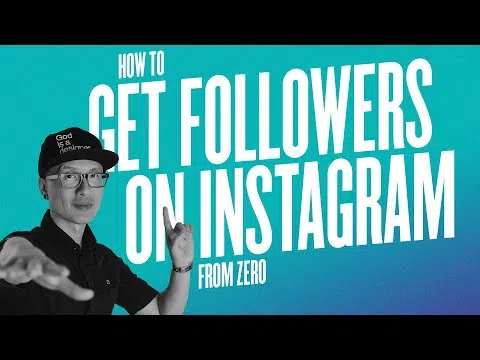 HOW TO
GET FOLLOWERS
ON INSTAGRAM
FROM ZERO
God
is a
designer